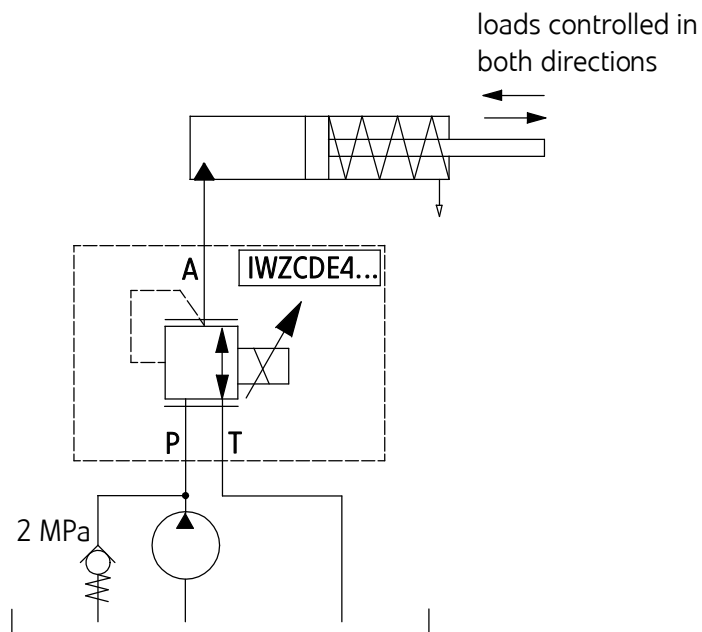 loads controlled in
both directions
A
IWZCDE4...
P
T
2 MPa